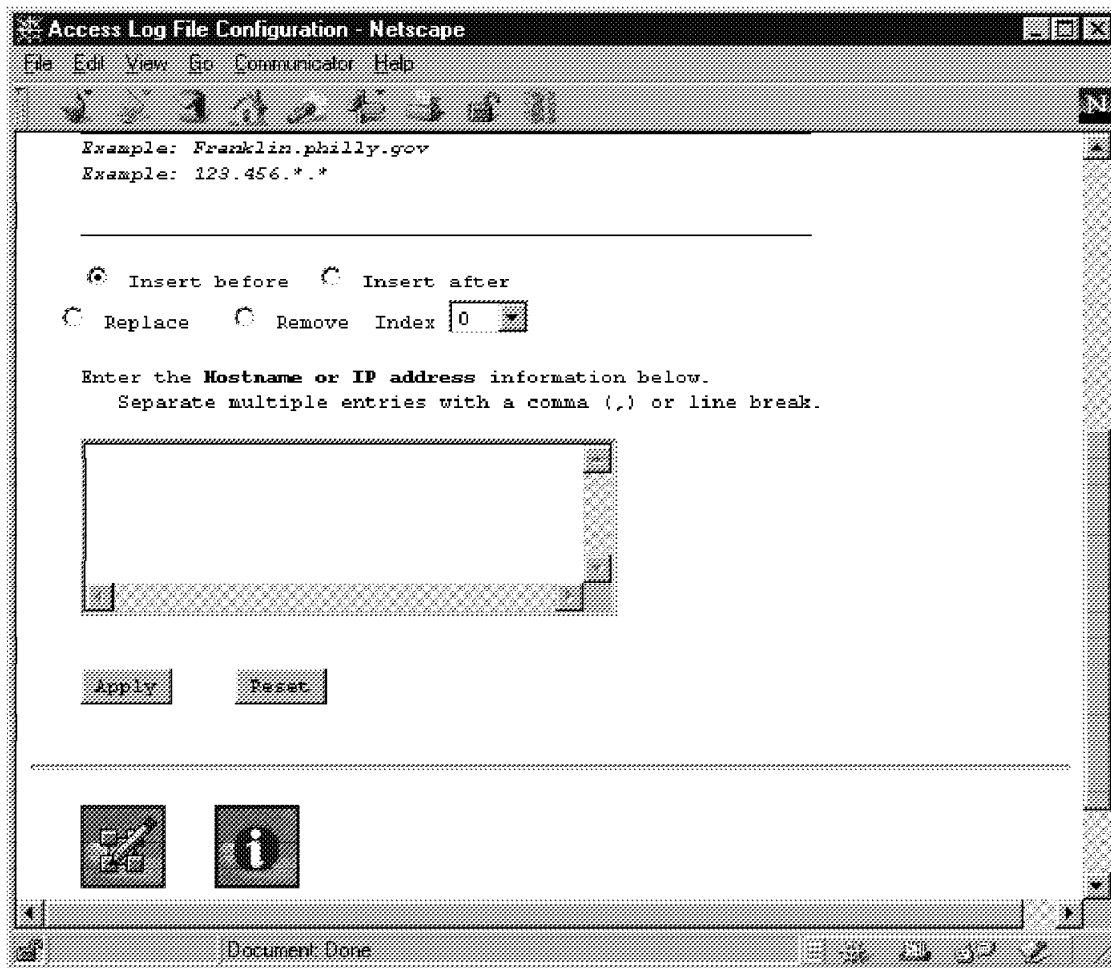 Access Log File Configuration - Netscape
File Edit View Go Communicator Help
N
Example: Franklin.philly.gov
Example: 123.456.*.*
Insert before Insert after
Replace Remove Index 0
Enter the Hostname or IP address information below.
Separate multiple entries with a comma (,) or line break.
Apply Reset
i
Document: Done